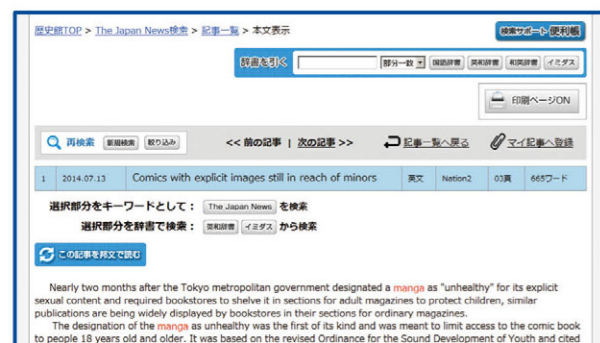 歴史館TOP > The Japan News検索 > 記事一覧 > 本文表示
検索サポート 便利帳
辞書を引く 部分一致 国語辞書 英和辞書 和英辞書 イミダス
印刷ページON
再検索 新規検索 絞り込み << 前の記事 | 次の記事 >> 記事一覧へ戻る マイ記事へ登録
1 2014.07.13 Comics with explicit images still in reach of minors 英文 Nation2 03頁 665ワード
選択部分をキーワードとして： The Japan News を検索
選択部分を辞書で検索： 英和辞書 イミダス から検索
この記事を邦文で読む
Nearly two months after the Tokyo metropolitan government designated a manga as "unhealthy" for its explicit
sexual content and required bookstores to shelve it in sections for adult magazines to protect children, similar
publications are being widely displayed by bookstores in their sections for ordinary magazines.
The designation of the manga as unhealthy was the first of its kind and was meant to limit access to the comic book
to people 18 years old and older. It was based on the revised Ordinance for the Sound Development of Youth and cited